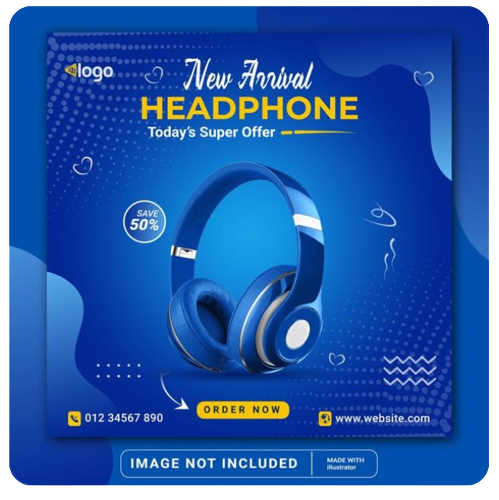 logo
New Arrival
HEADPHONE
Today's Super Offer
SAVE
50%
ORDER NOW
012 34567 890
www.website.com
IMAGE NOT INCLUDED
MADE WITH
illustrator